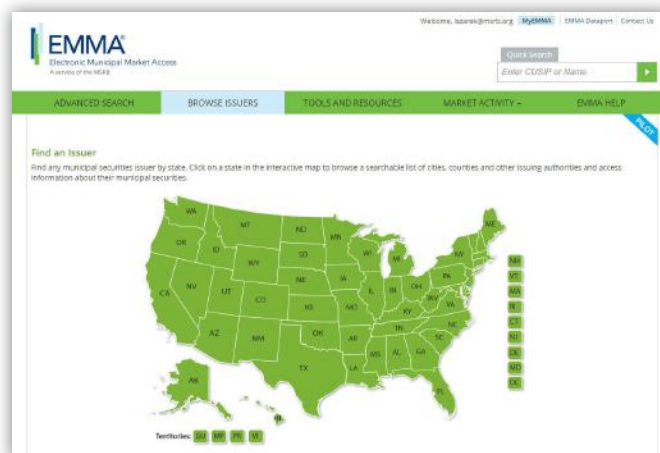 Welcome, lszarek@msrb.org MyEMMA EMMA Dataport Contact Us
EMMA®
Electronic Municipal Market Access
A service of the MSRB
Quick Search
Enter CUSIP or Name
ADVANCED SEARCH BROWSE ISSUERS TOOLS AND RESOURCES MARKET ACTIVITY EMMA HELP
PILOT
Find an Issuer
Find any municipal securities issuer by state. Click on a state in the interactive map to browse a searchable list of cities, counties and other issuing authorities and access
information about their municipal securities.
WA MT ND MN ME
OR ID SD WI MI NY
WY
NV UT NE IA PA
CA CO IL IN OH
KS MO KY WV VA
AZ NM OK AR TN NC
TX LA MS AL GA SC
AK FL
HI
NH
VT
MA
RI
CT
NJ
DE
MD
DC
Territories: GU MP PR VI